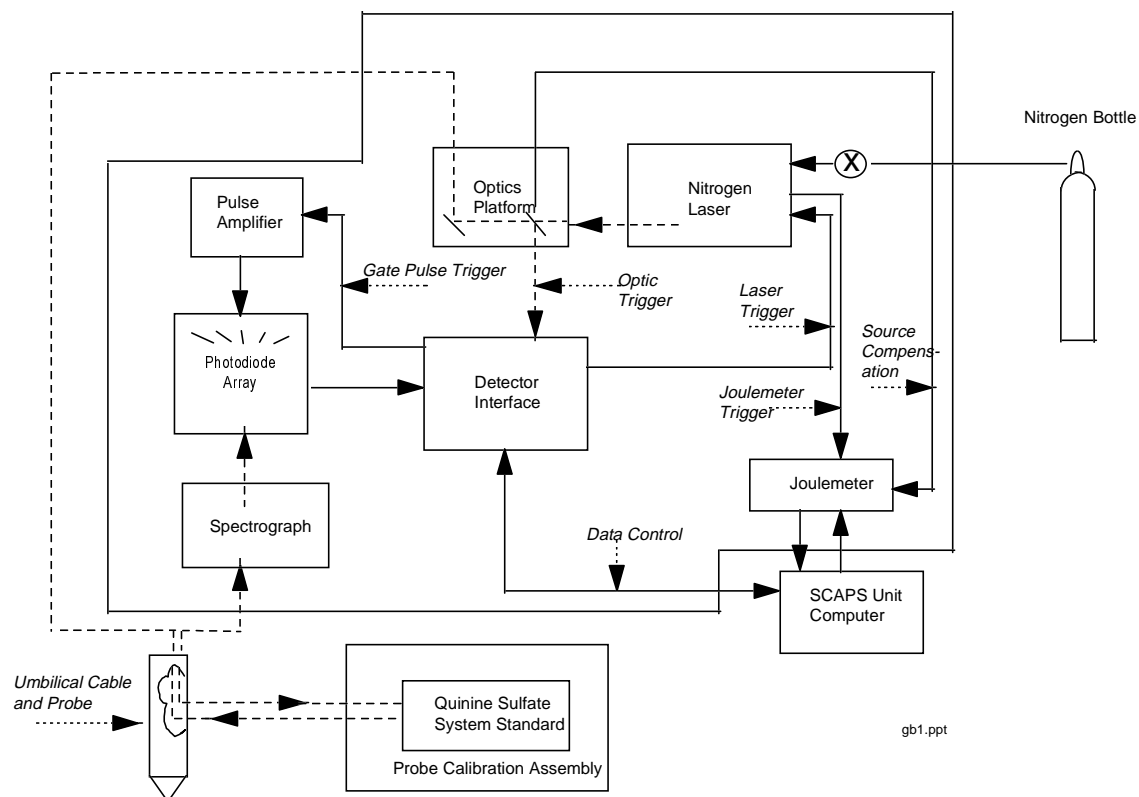 Nitrogen Bottle
X
Optics
Platform
Nitrogen
Laser
Pulse
Amplifier
Gate Pulse Trigger
Optic
Trigger
Laser
Trigger
Source
Compens-
ation
Photodiode
Array
Detector
Interface
Joulemeter
Trigger
Joulemeter
Spectrograph
Data Control
SCAPS Unit
Computer
Umbilical Cable
and Probe
Quinine Sulfate
System Standard
Probe Calibration Assembly
gb1.ppt